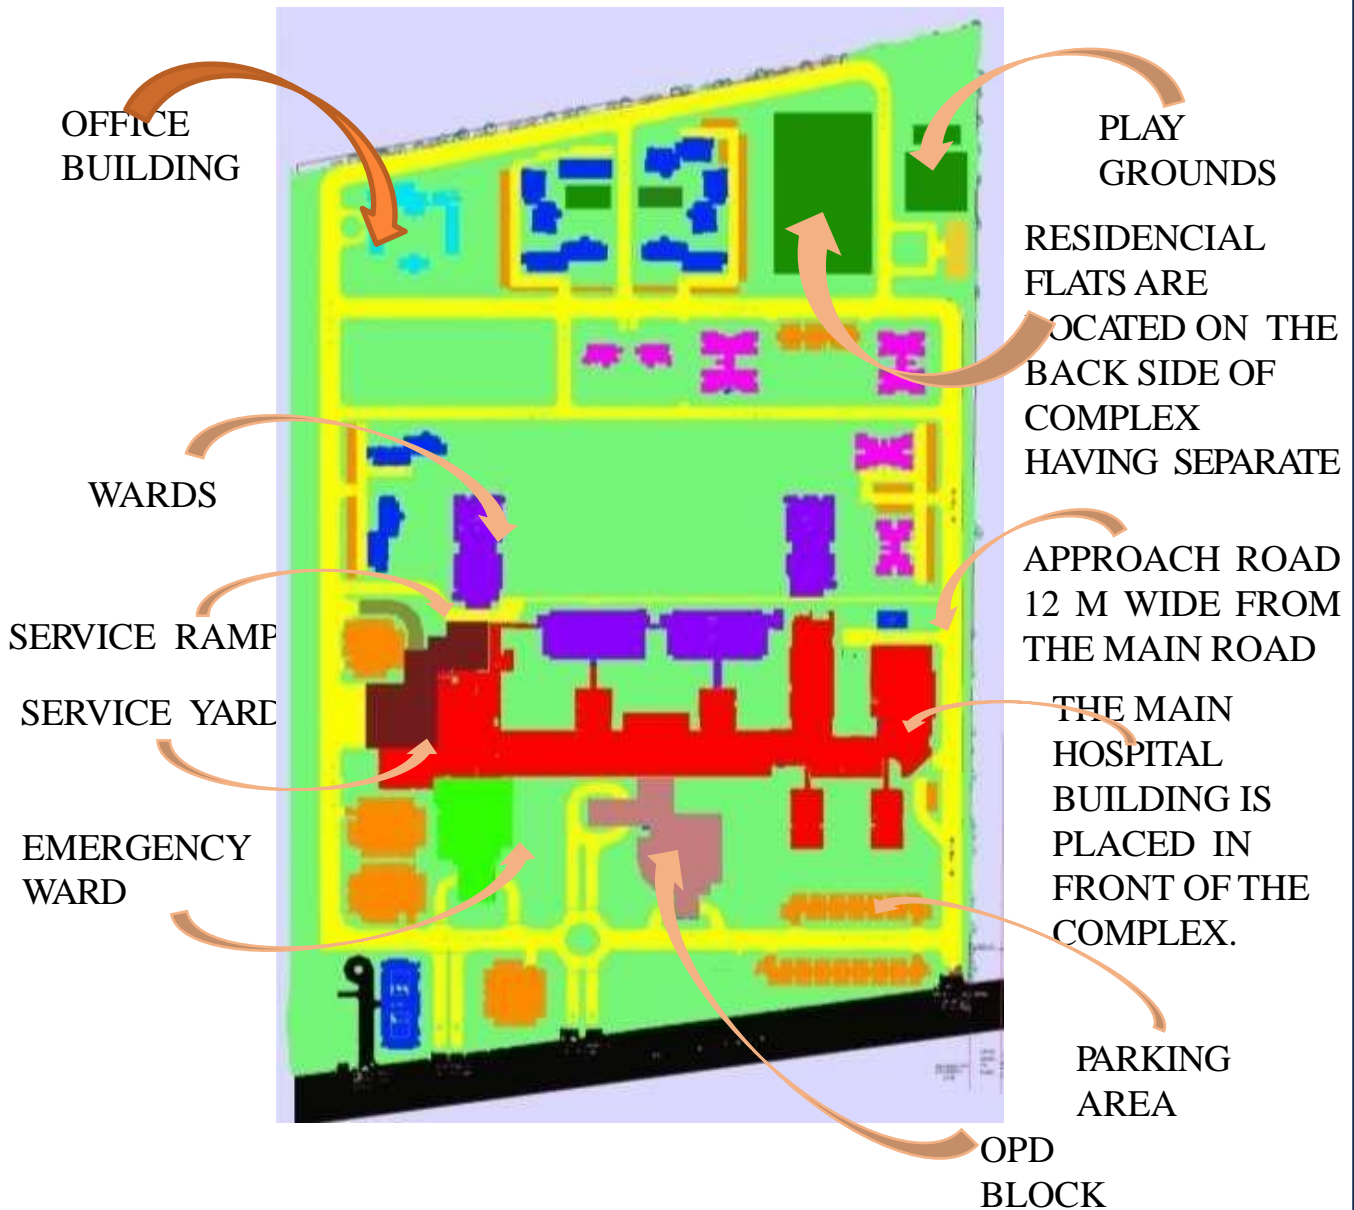 OFFICE
BUILDING
PLAY
GROUNDS
RESIDENCIAL
FLATS ARE
LOCATED ON THE
BACK SIDE OF
COMPLEX
HAVING SEPARATE
WARDS
APPROACH ROAD
12 M WIDE FROM
THE MAIN ROAD
SERVICE RAMP
SERVICE YARD
THE MAIN
HOSPITAL
BUILDING IS
PLACED IN
FRONT OF THE
COMPLEX.
EMERGENCY
WARD
PARKING
AREA
OPD
BLOCK